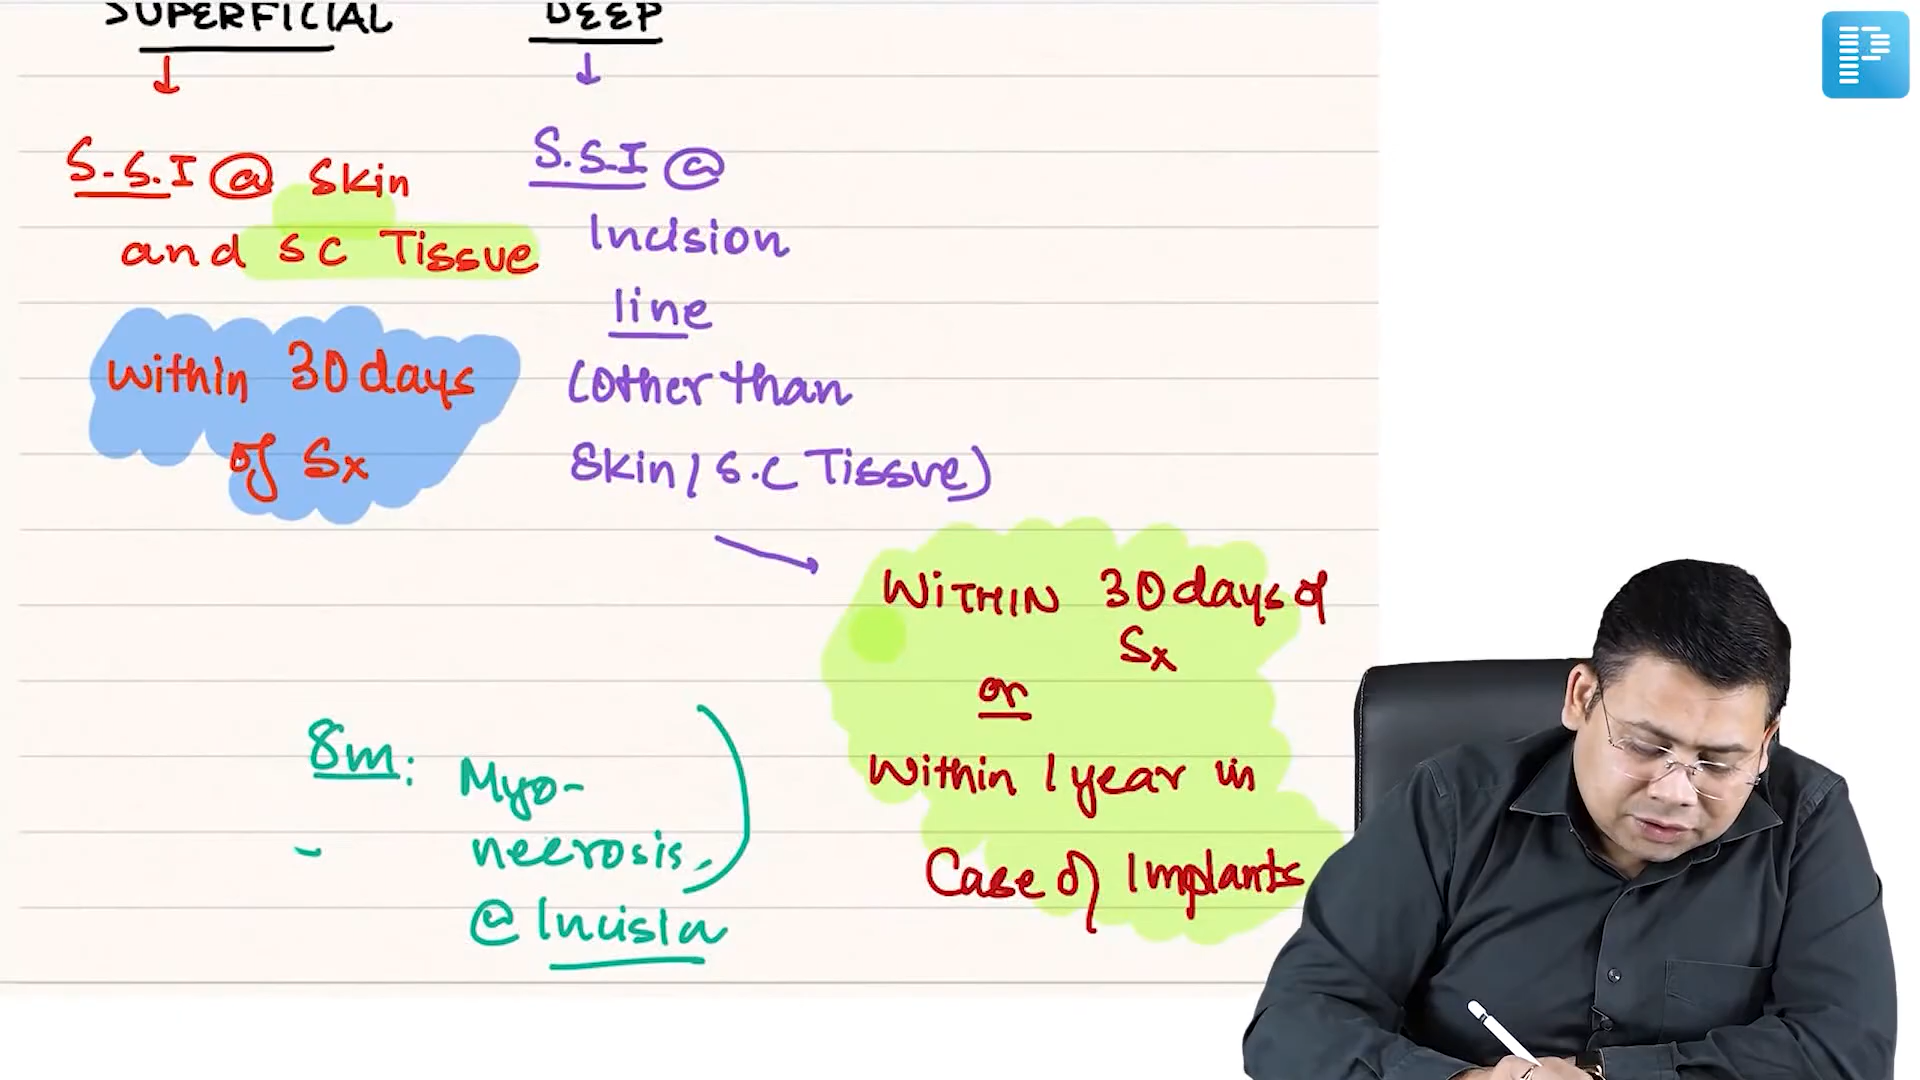 SUPERFICIAL
S.S.I @ Skin
and SC Tissue
within 30 days
of Sx
DEEP
S.S.I @
Incision
line
(other than
Skin/S.C Tissue)
WITHIN 30 days of
Sx
or
Within 1 year in
Case of Implants
8m: Myo-
necrosis
@ Incision
P